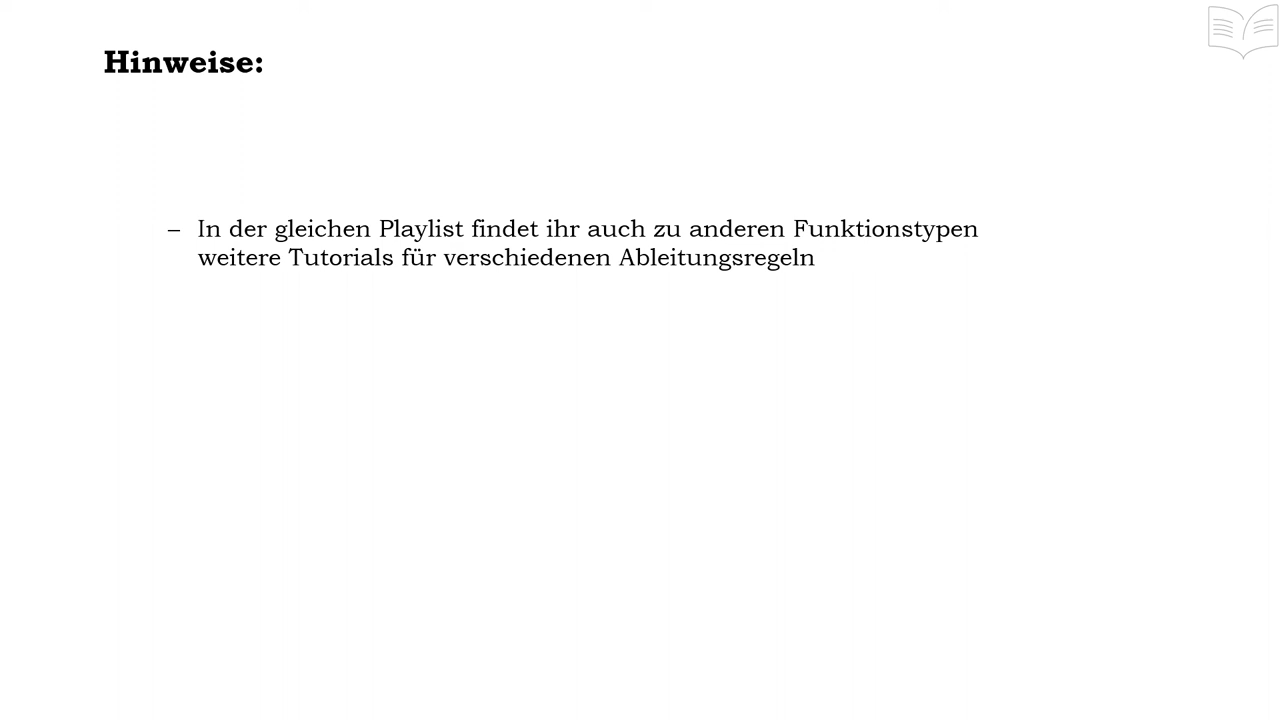 Hinweise:
– In der gleichen Playlist findet ihr auch zu anderen Funktionstypen
weitere Tutorials für verschiedenen Ableitungsregeln